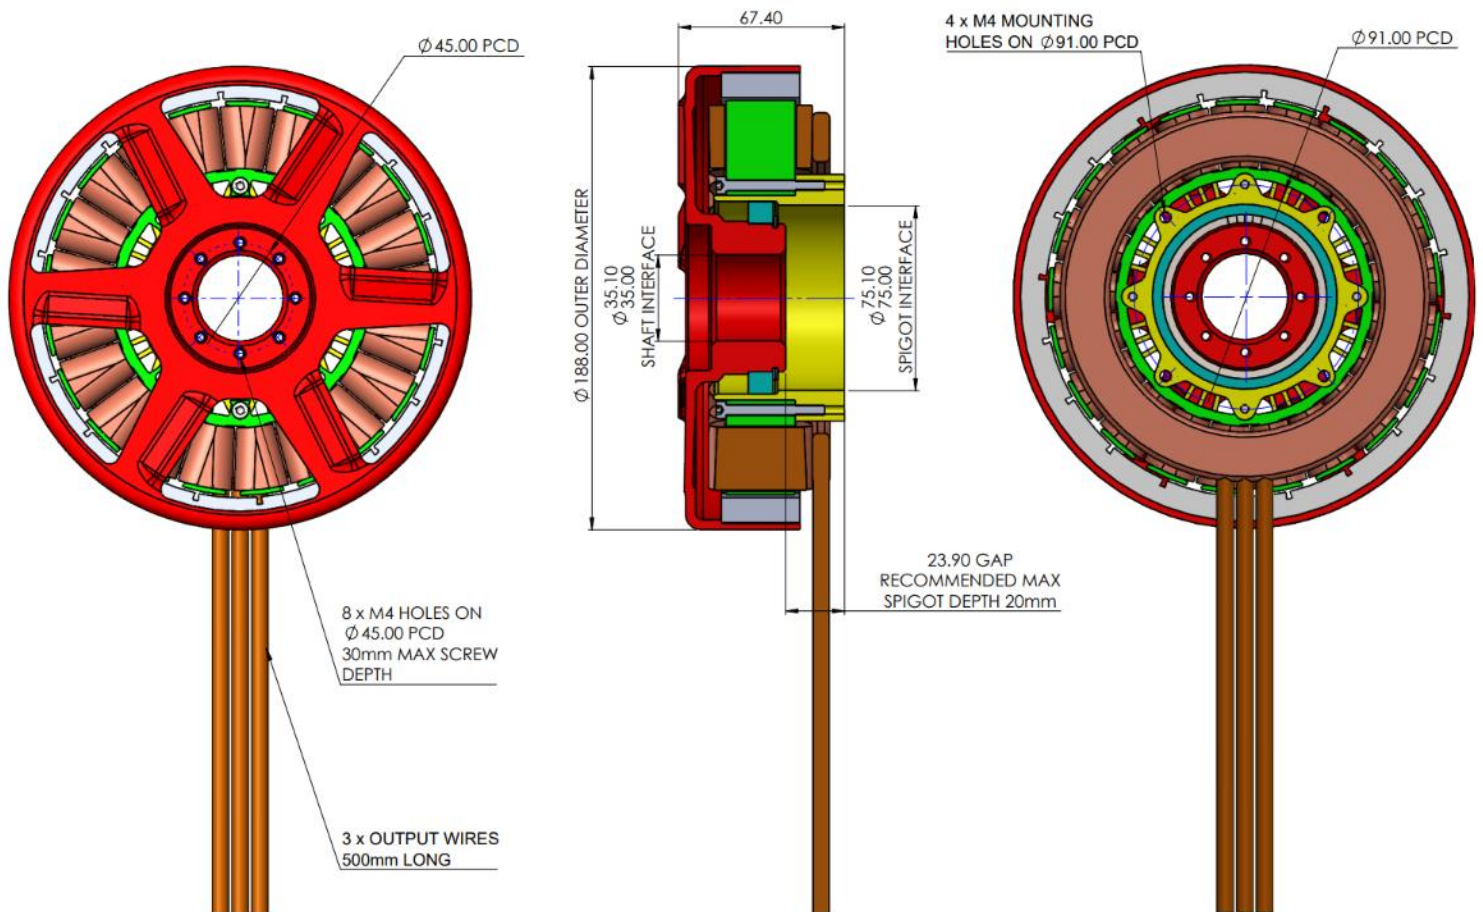 Ø45.00 PCD
8 x M4 HOLES ON
Ø45.00 PCD
30mm MAX SCREW
DEPTH
3 x OUTPUT WIRES
500mm LONG
67.40
Ø188.00 OUTER DIAMETER
Ø35.10
35.00
SHAFT INTERFACE
Ø75.10
75.00
SPIGOT INTERFACE
23.90 GAP
RECOMMENDED MAX
SPIGOT DEPTH 20mm
4 x M4 MOUNTING
HOLES ON Ø91.00 PCD
Ø91.00 PCD